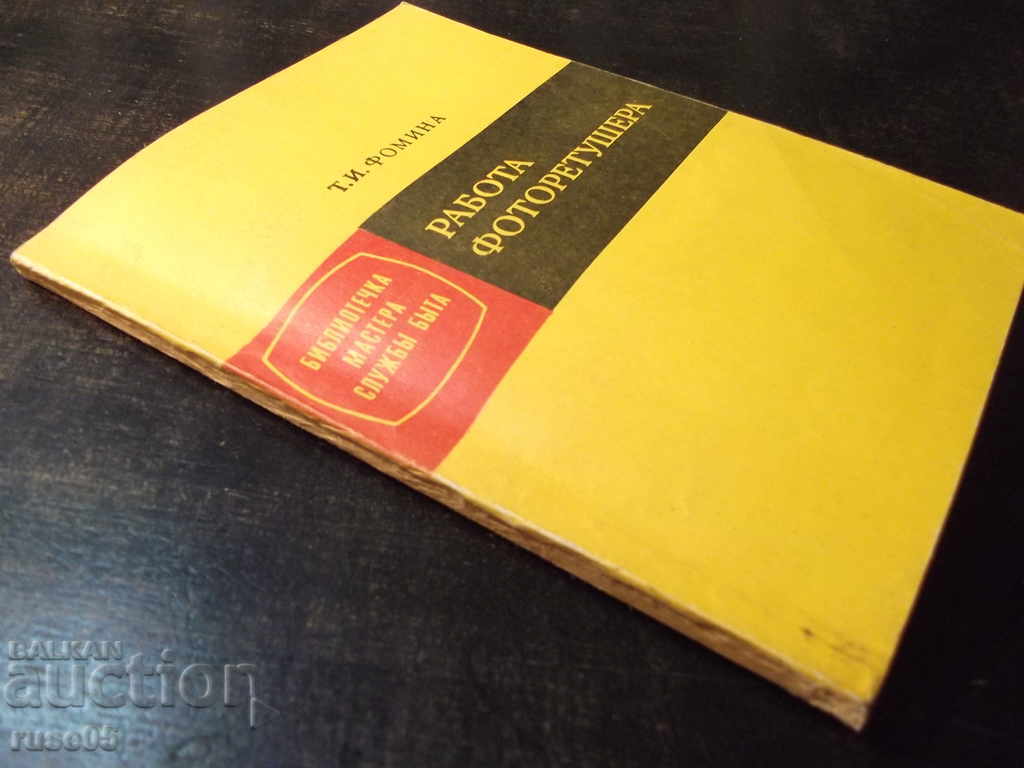 Т.И. ФОМИНА
РАБОТА
ФОТОРЕТУШЕРА
БИБЛИОТЕЧКА
МАСТЕРА
СЛУЖБЫ БЫТА
BALKAN
auction
ruse05